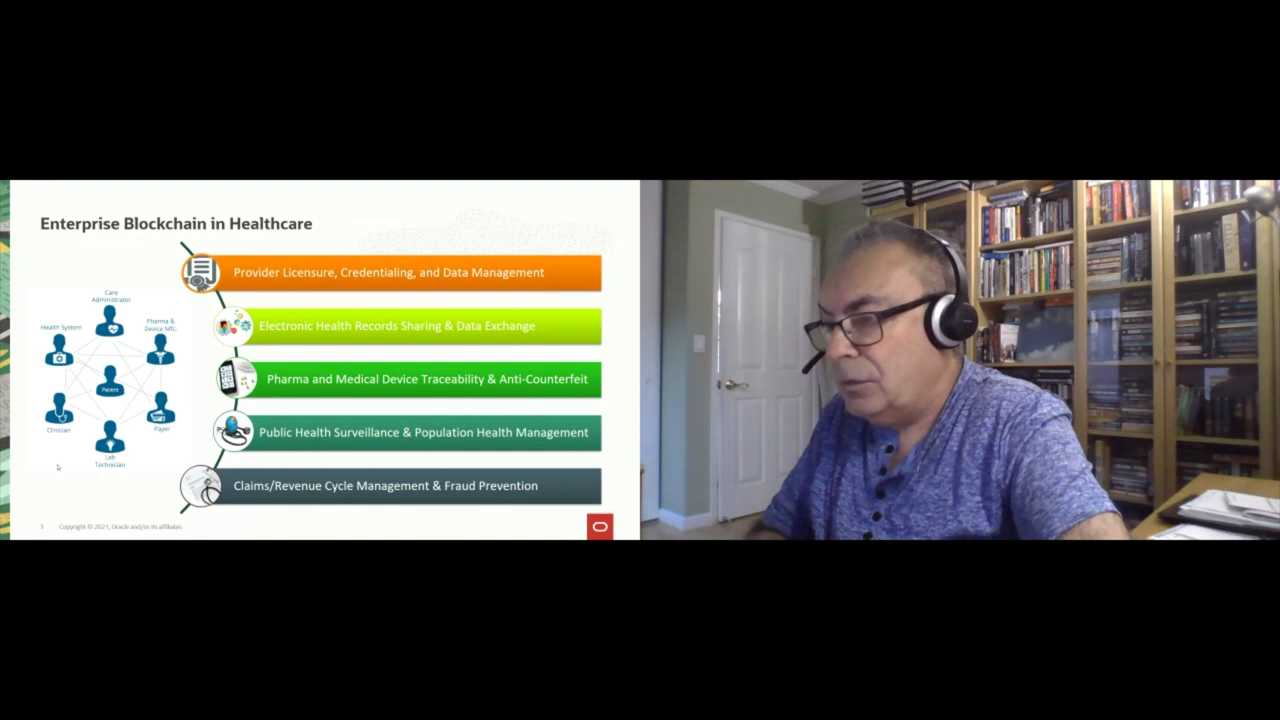 Enterprise Blockchain in Healthcare
Provider Licensure, Credentialing, and Data Management
Electronic Health Records Sharing & Data Exchange
Pharma and Medical Device Traceability & Anti-Counterfeit
Public Health Surveillance & Population Health Management
Claims/Revenue Cycle Management & Fraud Prevention
Care
Administrator
Health System
Pharma &
Device Mfc.
Patient
Clinician
Payer
Lab
Technician
3
Copyright © 2021, Oracle and/or its affiliates